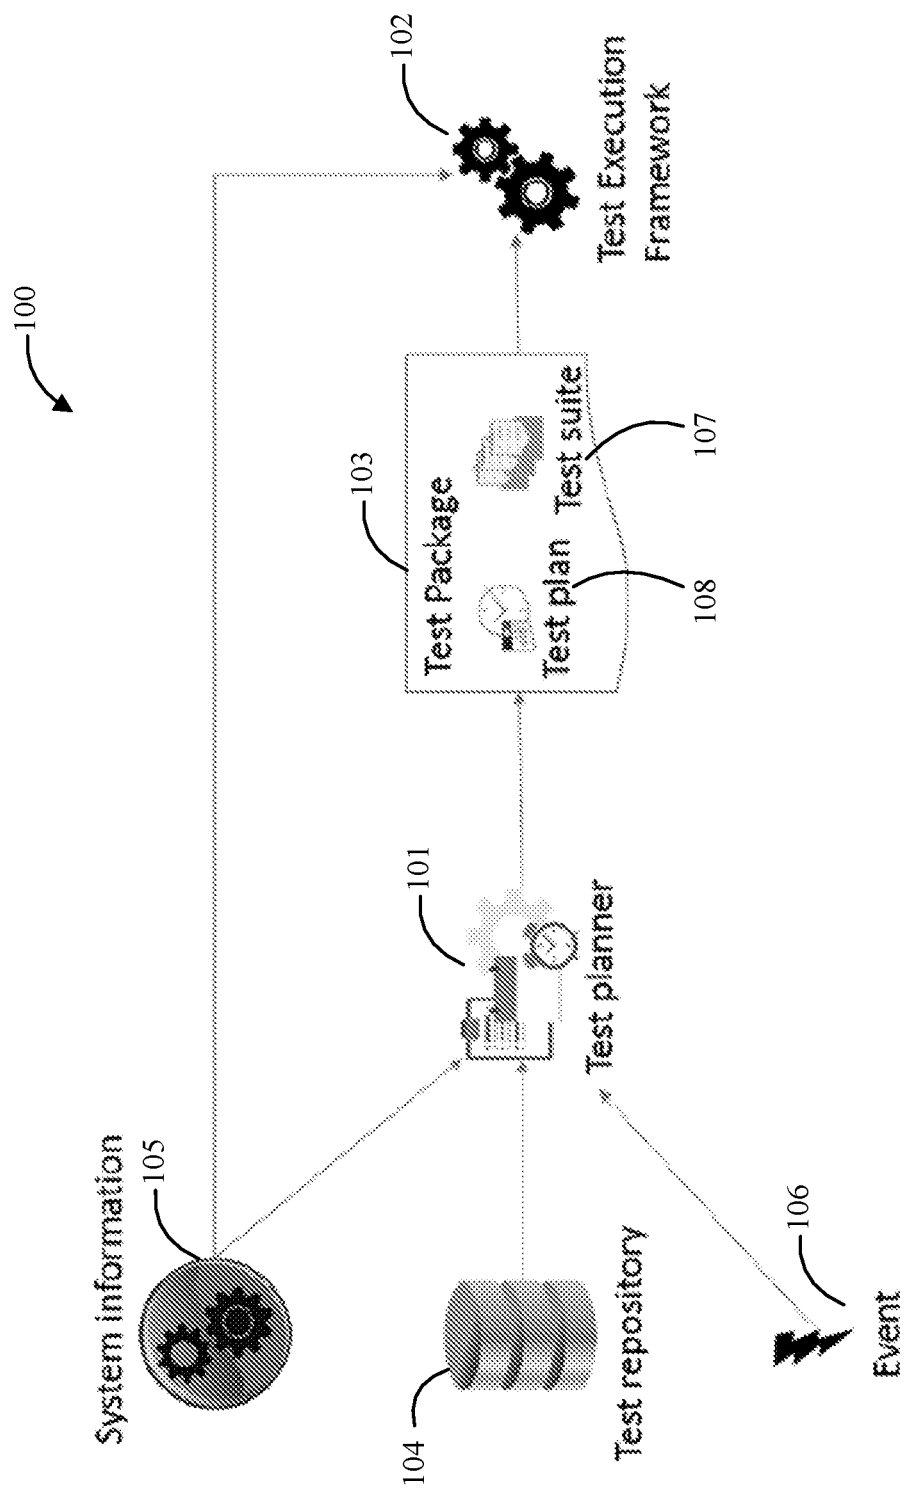 100
System information
105
102
Test Execution
Framework
103
Test Package
Test plan
Test suite
108
107
101
Test planner
104
Test repository
106
Event